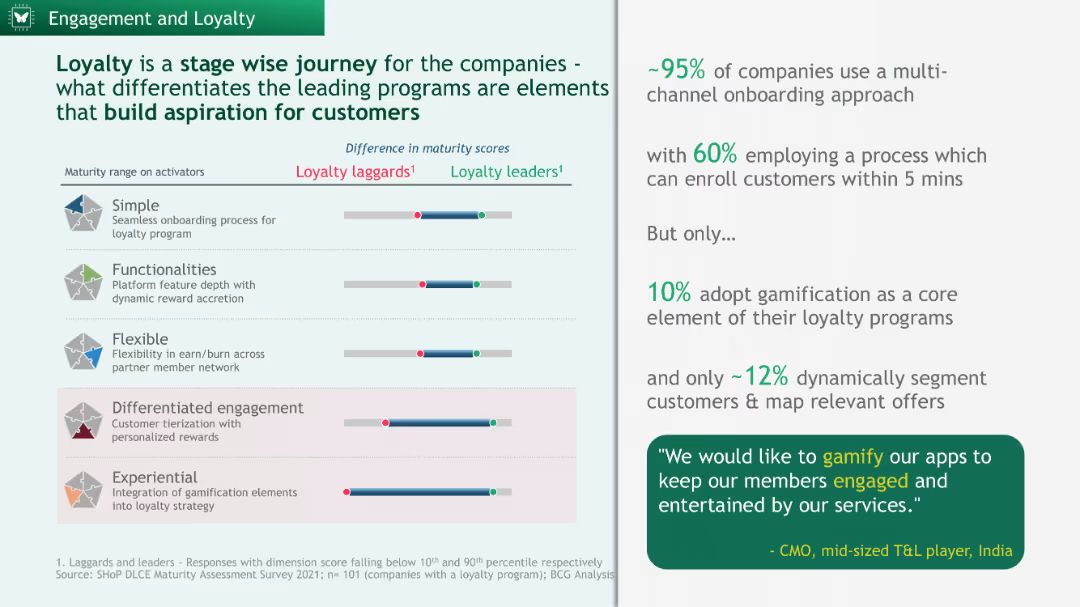 Engagement and Loyalty
Loyalty is a stage wise journey for the companies -
what differentiates the leading programs are elements
that build aspiration for customers
Difference in maturity scores
Maturity range on activators
Loyalty laggards¹
Loyalty leaders¹
Simple
Seamless onboarding process for
loyalty program
Functionalities
Platform feature depth with
dynamic reward accretion
Flexible
Flexibility in earn/burn across
partner member network
Differentiated engagement
Customer tierization with
personalized rewards
Experiential
Integration of gamification elements
into loyalty strategy
1. Laggards and leaders - Responses with dimension score falling below 10th and 90th percentile respectively
Source: SHoP DLCE Maturity Assessment Survey 2021; n= 101 (companies with a loyalty program); BCG Analysis
~95% of companies use a multi-
channel onboarding approach
with 60% employing a process which
can enroll customers within 5 mins
But only...
10% adopt gamification as a core
element of their loyalty programs
and only ~12% dynamically segment
customers & map relevant offers
"We would like to gamify our apps to
keep our members engaged and
entertained by our services."
- CMO, mid-sized T&L player, India